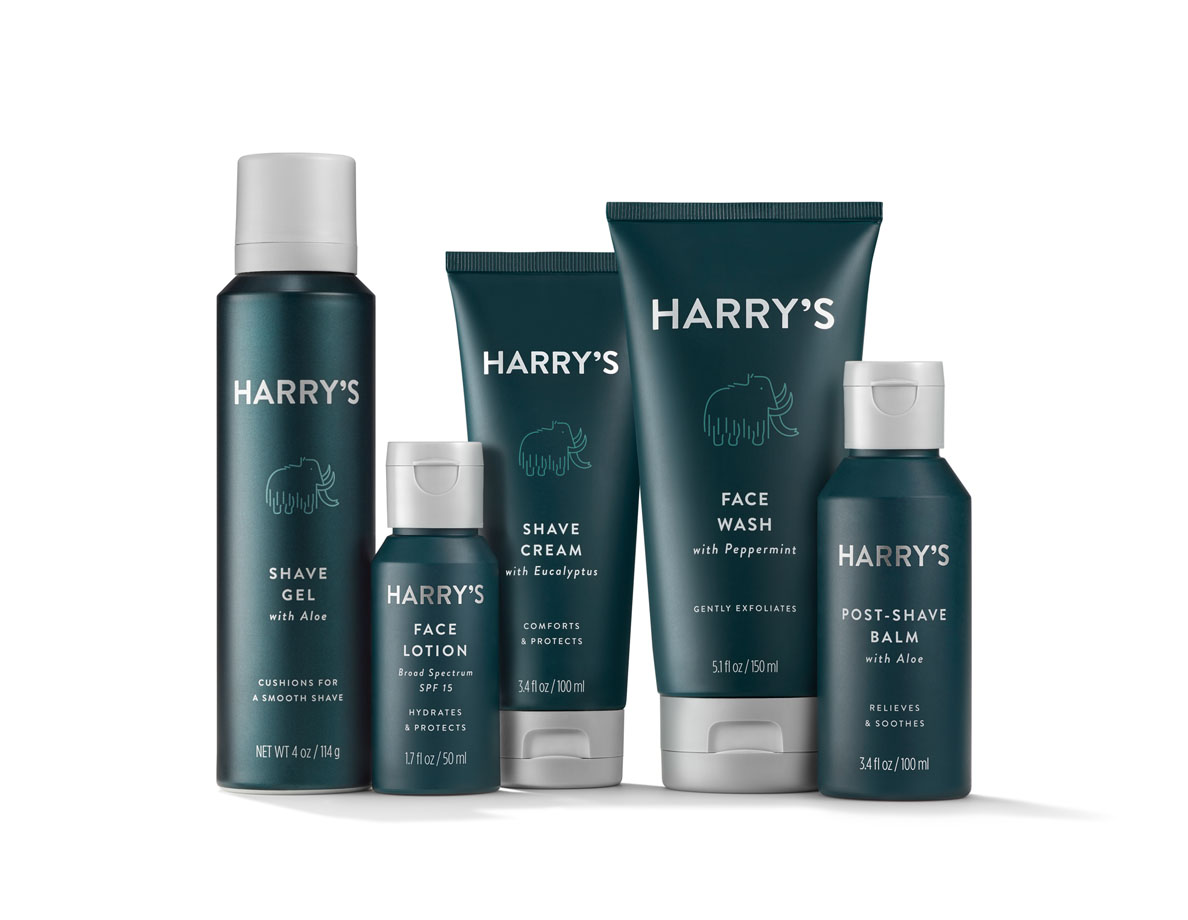 HARRY'S
SHAVE
GEL
with Aloe
CUSHIONS FOR
A SMOOTH SHAVE
NET WT 4 oz / 114 g
HARRY'S
FACE
LOTION
Broad Spectrum
SPF 15
HYDRATES
& PROTECTS
1.7 fl oz / 50 ml
HARRY'S
SHAVE
CREAM
with Eucalyptus
COMFORTS
& PROTECTS
3.4 fl oz / 100 ml
HARRY'S
FACE
WASH
with Peppermint
GENTLY EXFOLIATES
5.1 fl oz / 150 ml
HARRY'S
POST-SHAVE
BALM
with Aloe
RELIEVES
& SOOTHES
3.4 fl oz / 100 ml